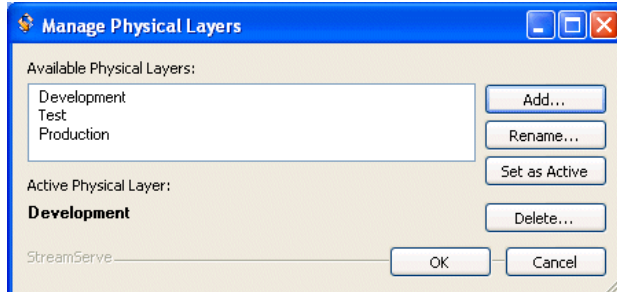 Manage Physical Layers
Available Physical Layers:
Development
Test
Production
Add...
Rename...
Set as Active
Active Physical Layer:
Development
Delete...
StreamServe
OK
Cancel